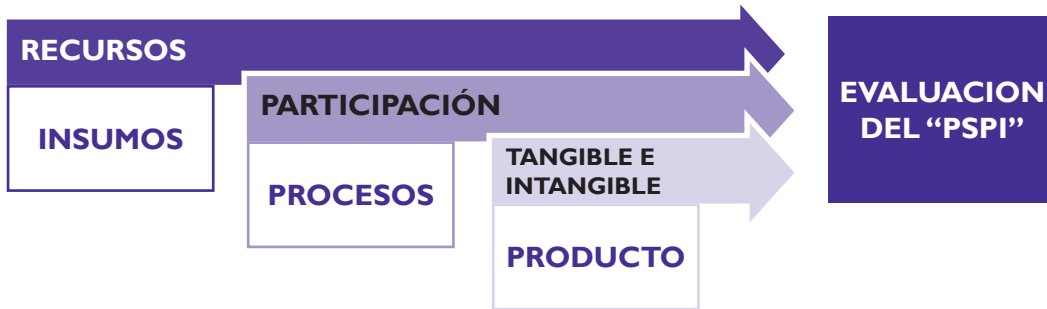 RECURSOS
INSUMOS
PARTICIPACIÓN
PROCESOS
TANGIBLE E
INTANGIBLE
PRODUCTO
EVALUACION
DEL “PSPI”